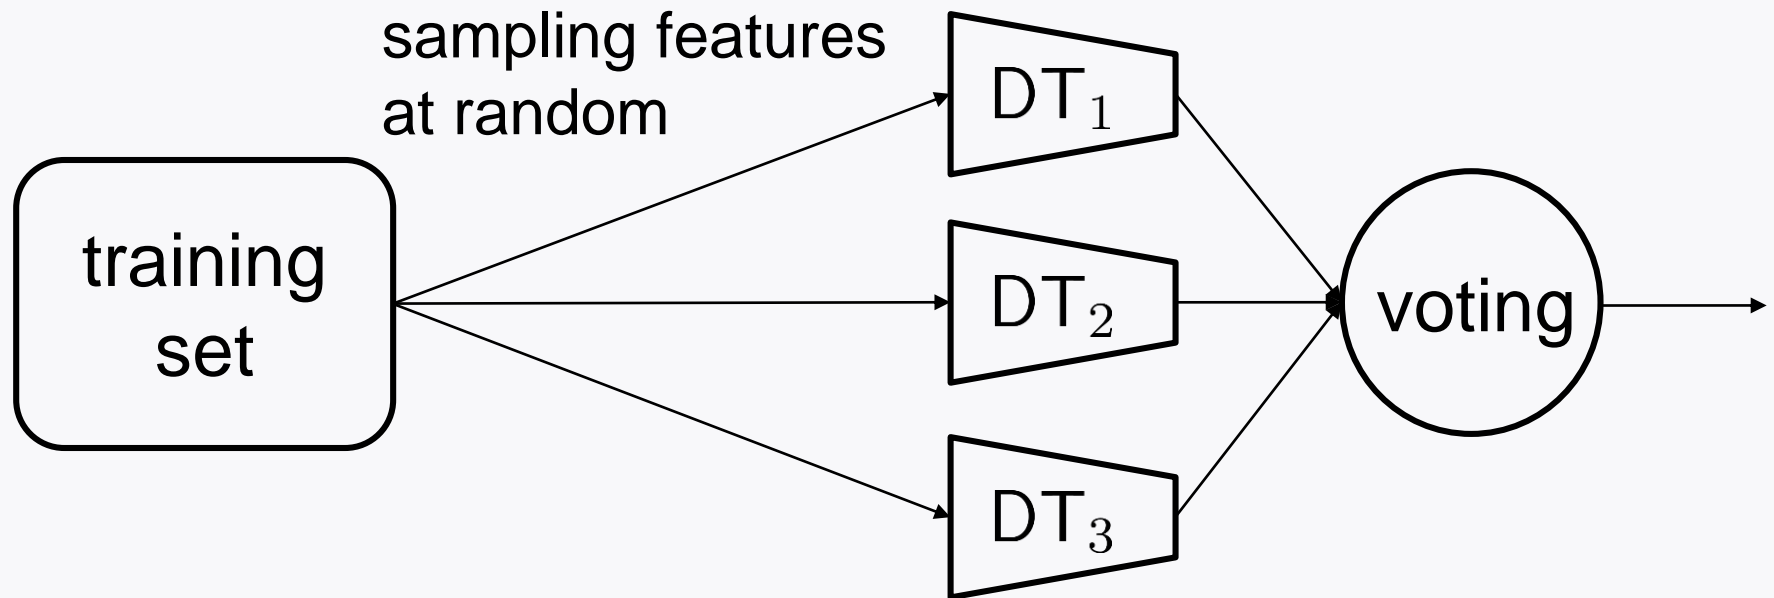 sampling features
at random
training
set
DT₁
DT₂
DT₃
voting